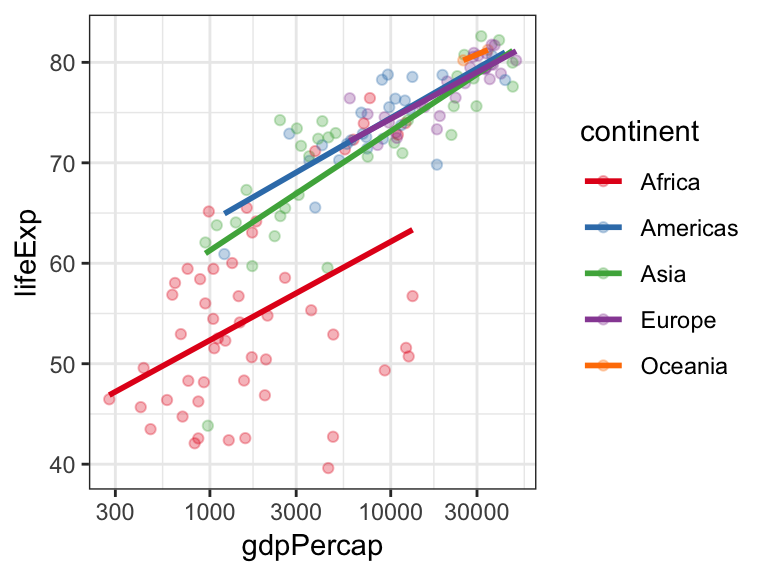 80
70
60
50
40
lifeExp
300 1000 3000 10000 30000
gdpPercap
continent
Africa
Americas
Asia
Europe
Oceania